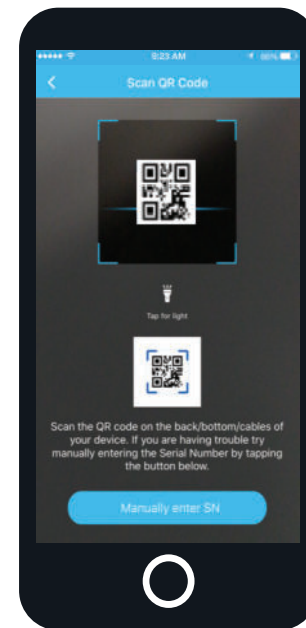 9:23 AM
Scan QR Code
Tap for light
Scan the QR code on the back/bottom/cables of
your device. If you are having trouble try
manually entering the Serial Number by tapping
the button below.
Manually enter SN